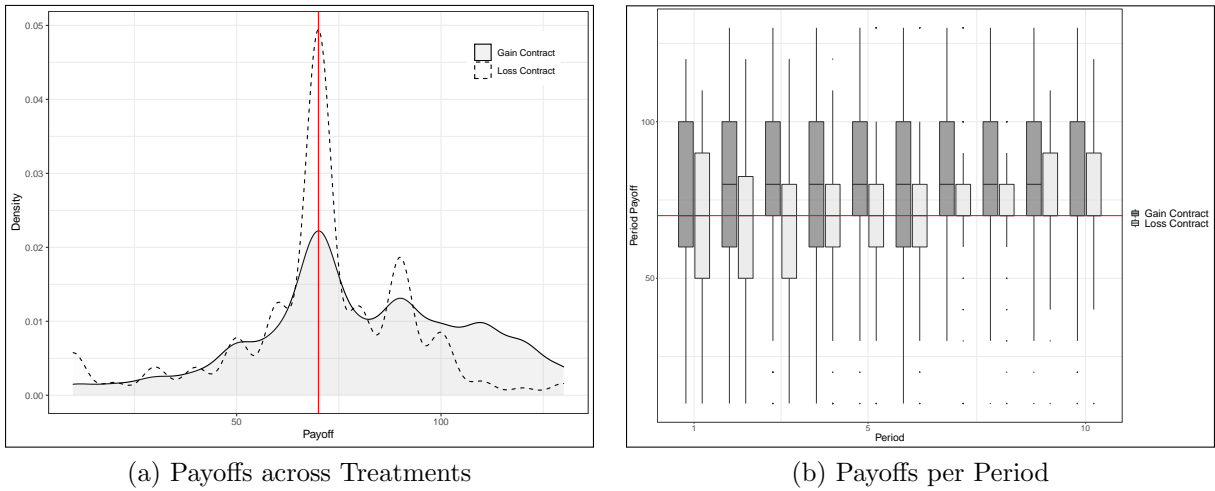 0.05
0.04
0.03
0.02
0.01
0.00
Density
50
100
Payoff
Gain Contract
Loss Contract
(a) Payoffs across Treatments
100
50
Period Payoff
1
5
10
Period
Gain Contract
Loss Contract
(b) Payoffs per Period